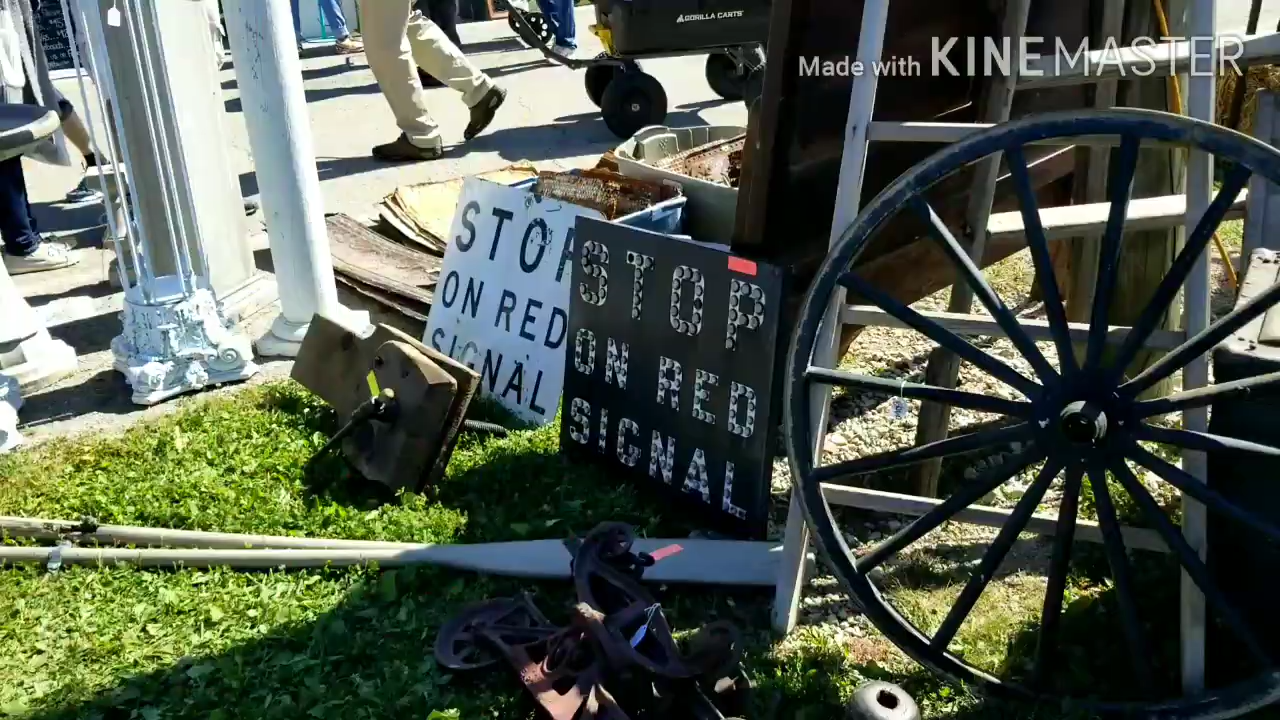 GORILLA CARTS
Made with KINEMASTER
STOP
ON RED
SIGNAL
STOP
ON RED
SIGNAL